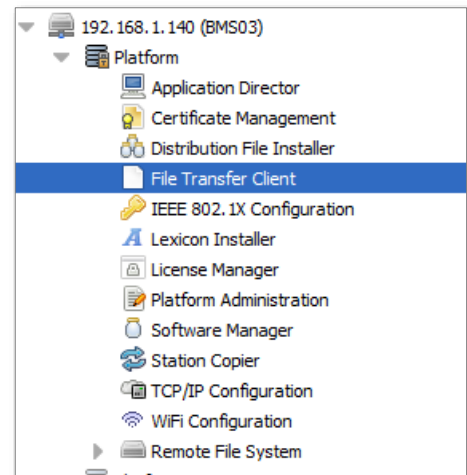 192.168.1.140 (BMS03)
Platform
Application Director
Certificate Management
Distribution File Installer
File Transfer Client
IEEE 802.1X Configuration
Lexicon Installer
License Manager
Platform Administration
Software Manager
Station Copier
TCP/IP Configuration
WiFi Configuration
Remote File System